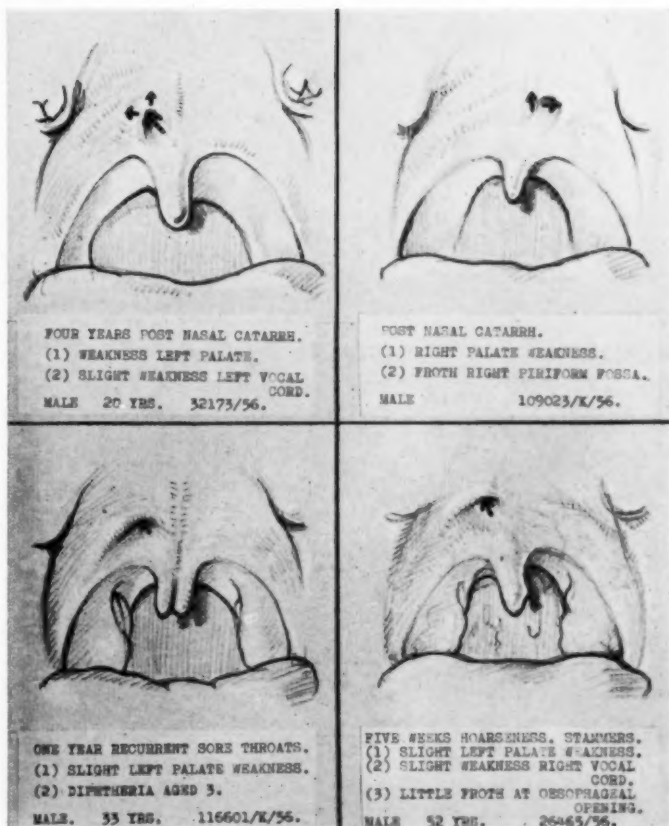 FOUR YEARS POST NASAL CATARRH.
(1) WEAKNESS LEFT PALATE.
(2) SLIGHT WEAKNESS LEFT VOCAL
CORD.
MALE 20 YRS. 32173/56.
POST NASAL CATARRH.
(1) RIGHT PALATE WEAKNESS.
(2) FROTH RIGHT PIRIFORM FOSSA.
MALE 109023/K/56.
ONE YEAR RECURRENT SORE THROATS.
(1) SLIGHT LEFT PALATE WEAKNESS.
(2) DIPHTHERIA AGED 3.
MALE. 33 YRS. 116601/K/56.
FIVE WEEKS HOARSENESS. STAMMERS.
(1) SLIGHT LEFT PALATE WEAKNESS.
(2) SLIGHT WEAKNESS RIGHT VOCAL
CORD.
(3) LITTLE FROTH AT OESOPHAGEAL
OPENING.
MALE 52 YRS. 26463/56.